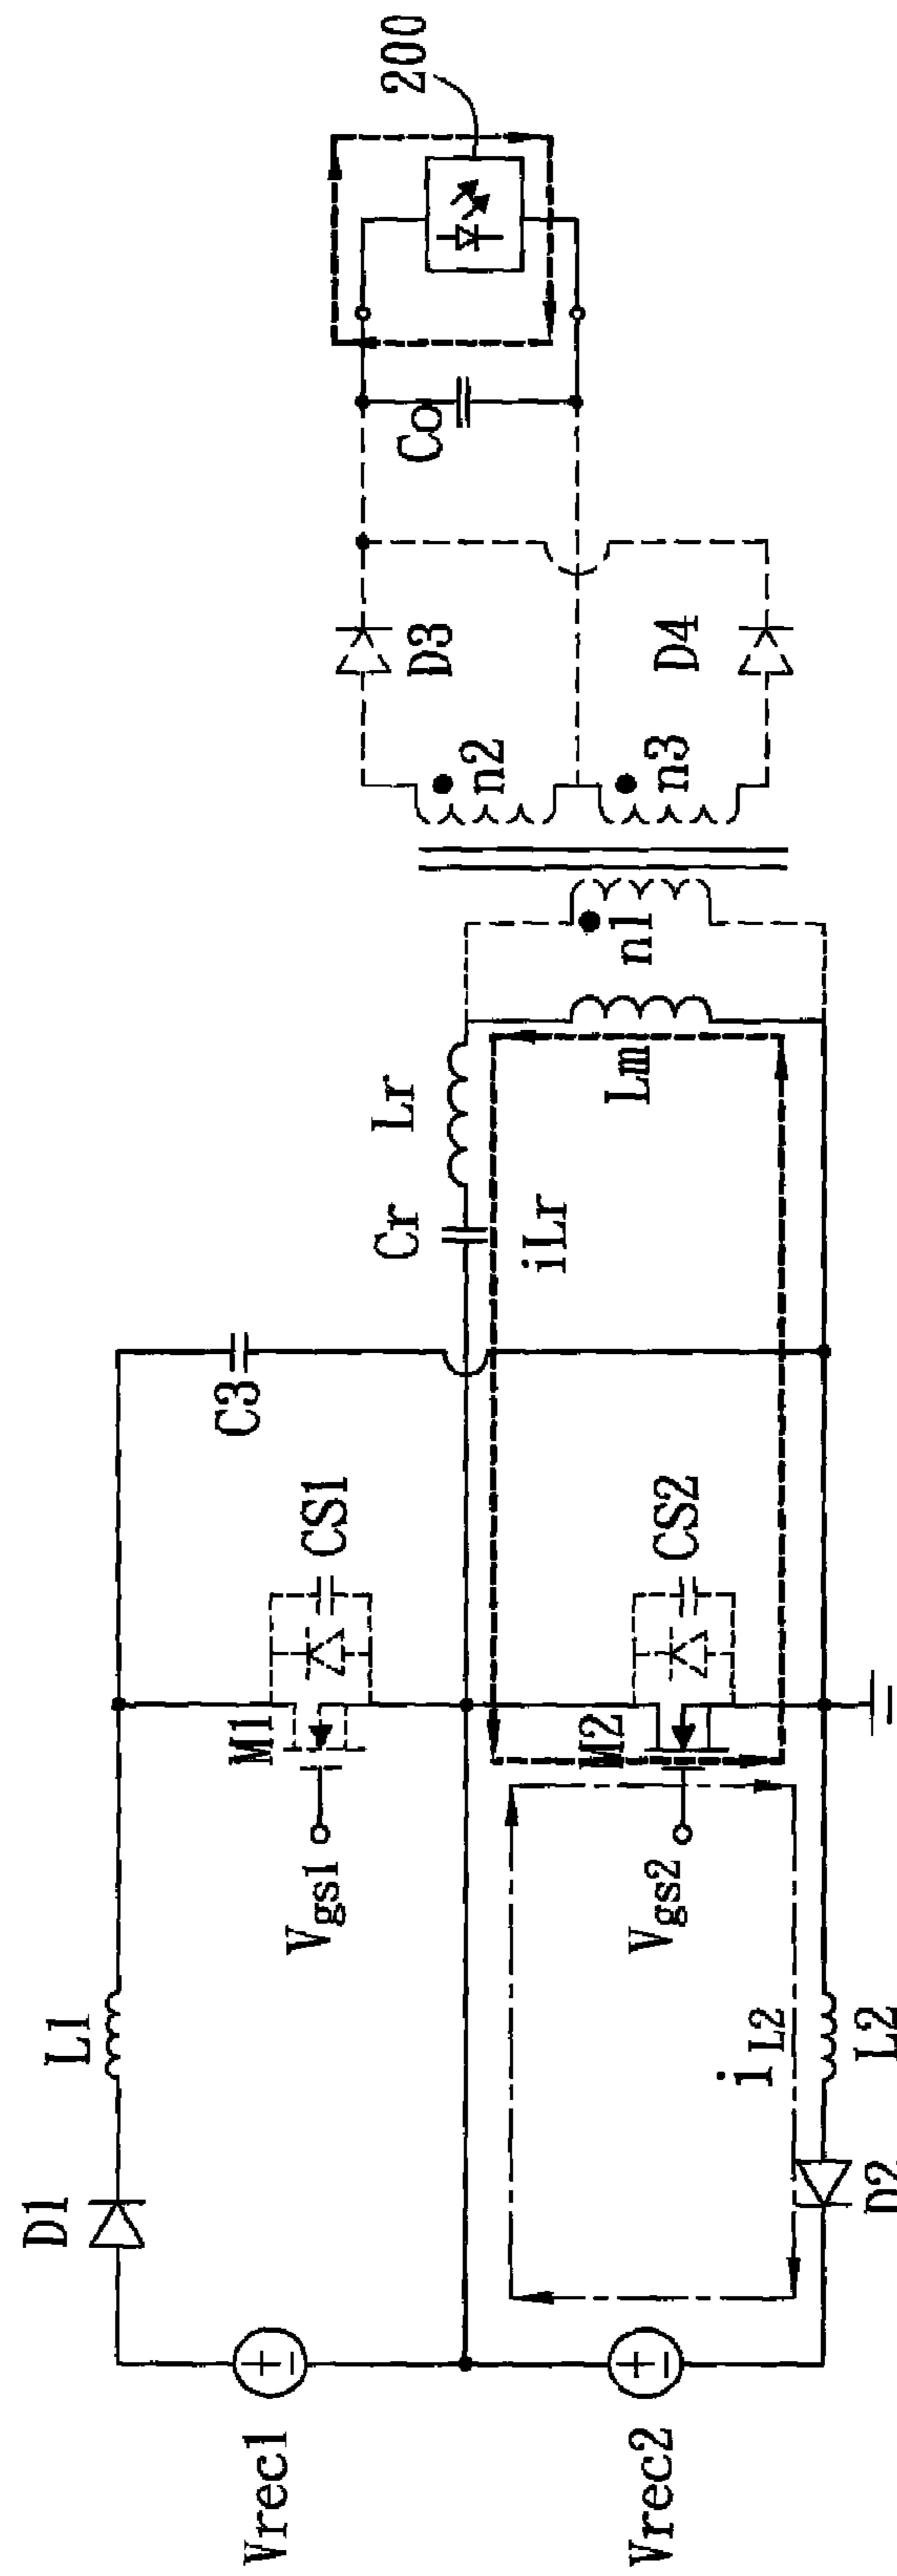 Vrec1
Vrec2
D1
L1
D2
L2
iL2
Vgs1
Vgs2
M1
M2
CS1
CS2
C3
Cr
Lr
iLr
Lm
n1
n2
n3
D3
D4
Co
200